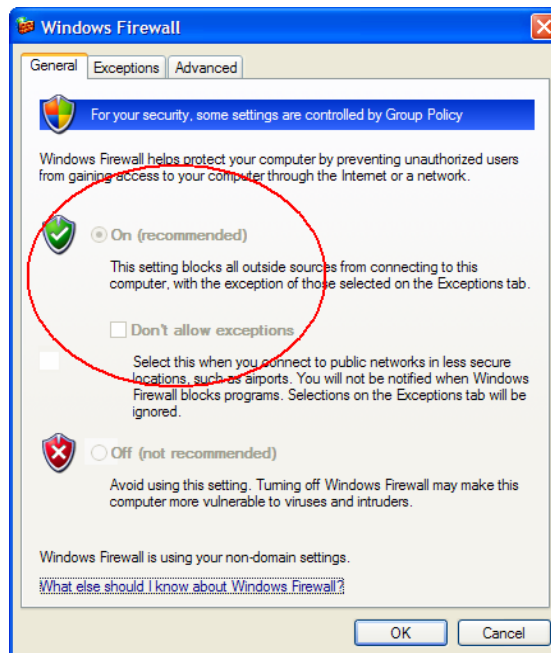 Windows Firewall
General Exceptions Advanced
For your security, some settings are controlled by Group Policy
Windows Firewall helps protect your computer by preventing unauthorized users
from gaining access to your computer through the Internet or a network.
On (recommended)
This setting blocks all outside sources from connecting to this
computer, with the exception of those selected on the Exceptions tab.
Don't allow exceptions
Select this when you connect to public networks in less secure
locations, such as airports. You will not be notified when Windows
Firewall blocks programs. Selections on the Exceptions tab will be
ignored.
Off (not recommended)
Avoid using this setting. Turning off Windows Firewall may make this
computer more vulnerable to viruses and intruders.
Windows Firewall is using your non-domain settings.
What else should I know about Windows Firewall?
OK Cancel